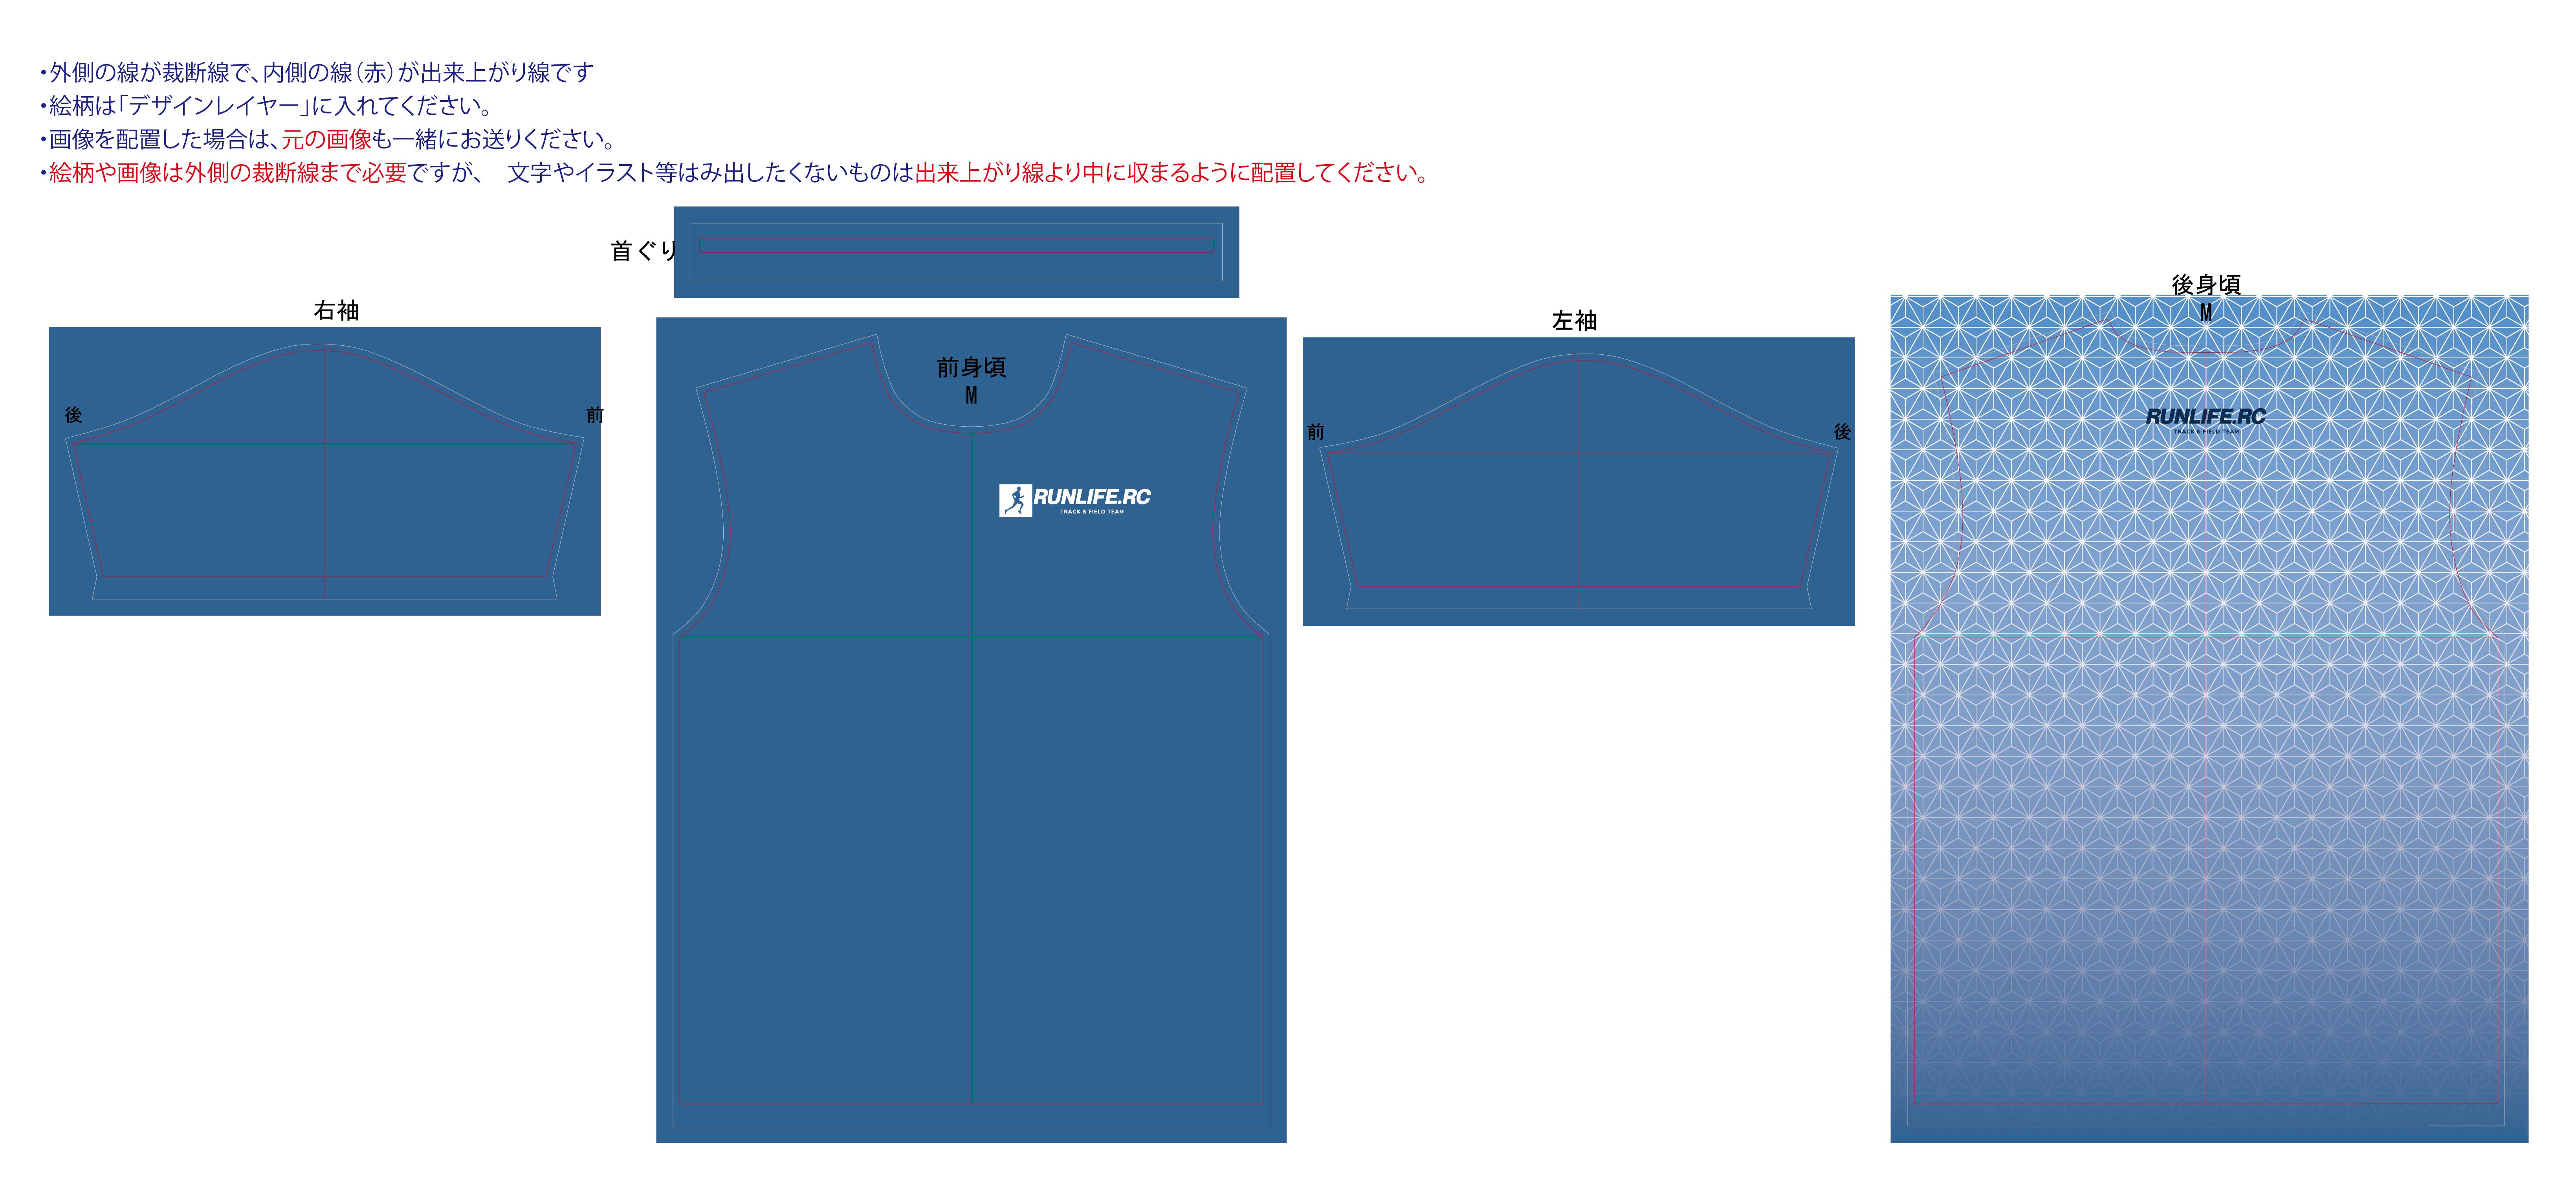 ・外側の線が裁断線で、内側の線（赤）が出来上がり線です
・絵柄は「デザインレイヤー」に入れてください。
・画像を配置した場合は、元の画像も一緒にお送りください。
・絵柄や画像は外側の裁断線まで必要ですが、　文字やイラスト等はみ出したくないものは出来上がり線より中に収まるように配置してください。
首ぐり
右袖
後
前
前身頃
M
RUNLIFE.RC
TRACK & FIELD TEAM
左袖
前
後
後身頃
M
RUNLIFE.RC
TRACK & FIELD TEAM